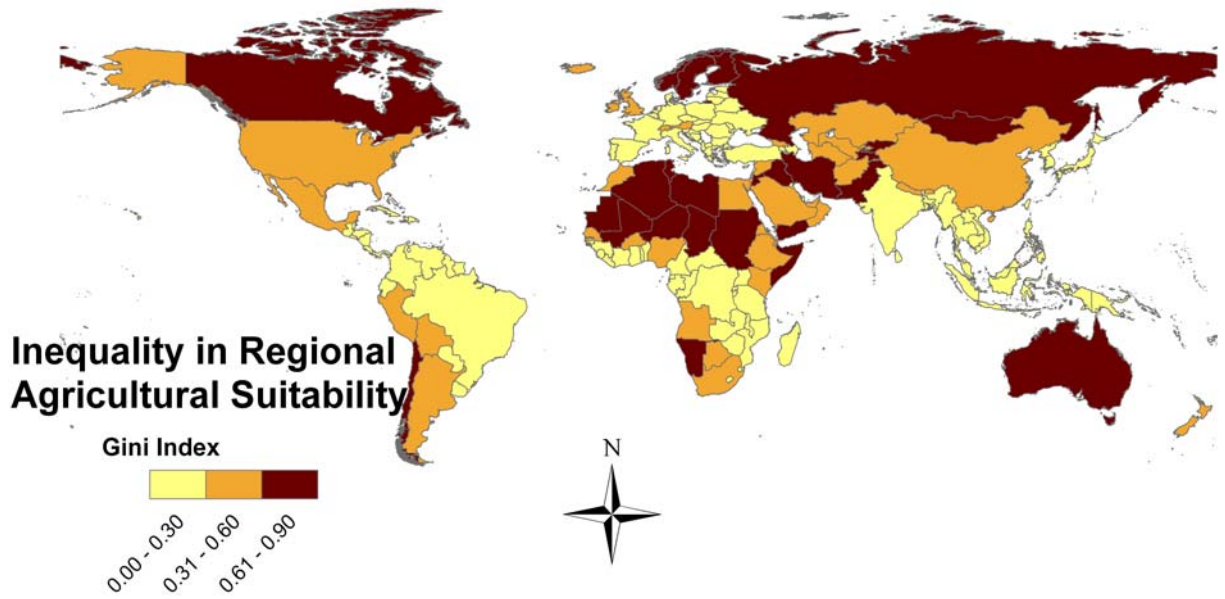 Inequality in Regional
Agricultural Suitability
Gini Index
0.00 - 0.30
0.31 - 0.60
0.61 - 0.90
N